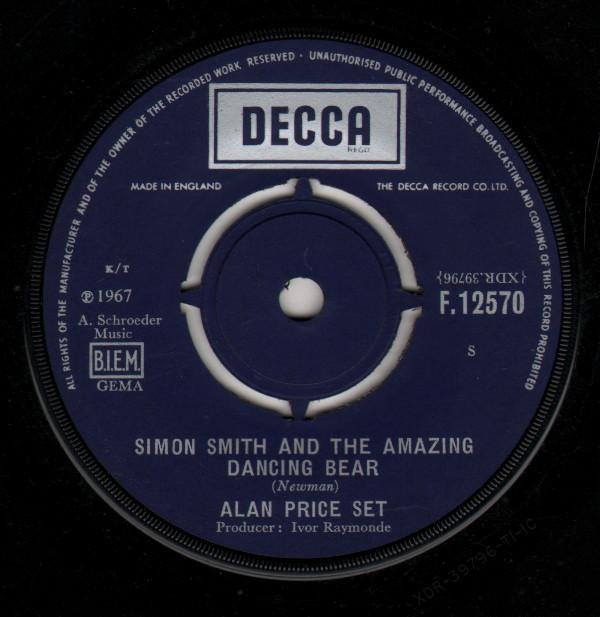 ALL RIGHTS OF THE MANUFACTURER AND OF THE OWNER OF THE RECORDED WORK RESERVED · UNAUTHORISED PUBLIC PERFORMANCE BROADCASTING AND COPYING OF THIS RECORD PROHIBITED
DECCA
REGD
MADE IN ENGLAND
THE DECCA RECORD CO. LTD.
K/T
{XDR.39796}
℗ 1967
F.12570
A. Schroeder
Music
S
B.I.E.M.
GEMA
SIMON SMITH AND THE AMAZING
DANCING BEAR
(Newman)
ALAN PRICE SET
Producer : Ivor Raymonde
XDR-39796-T1-1C